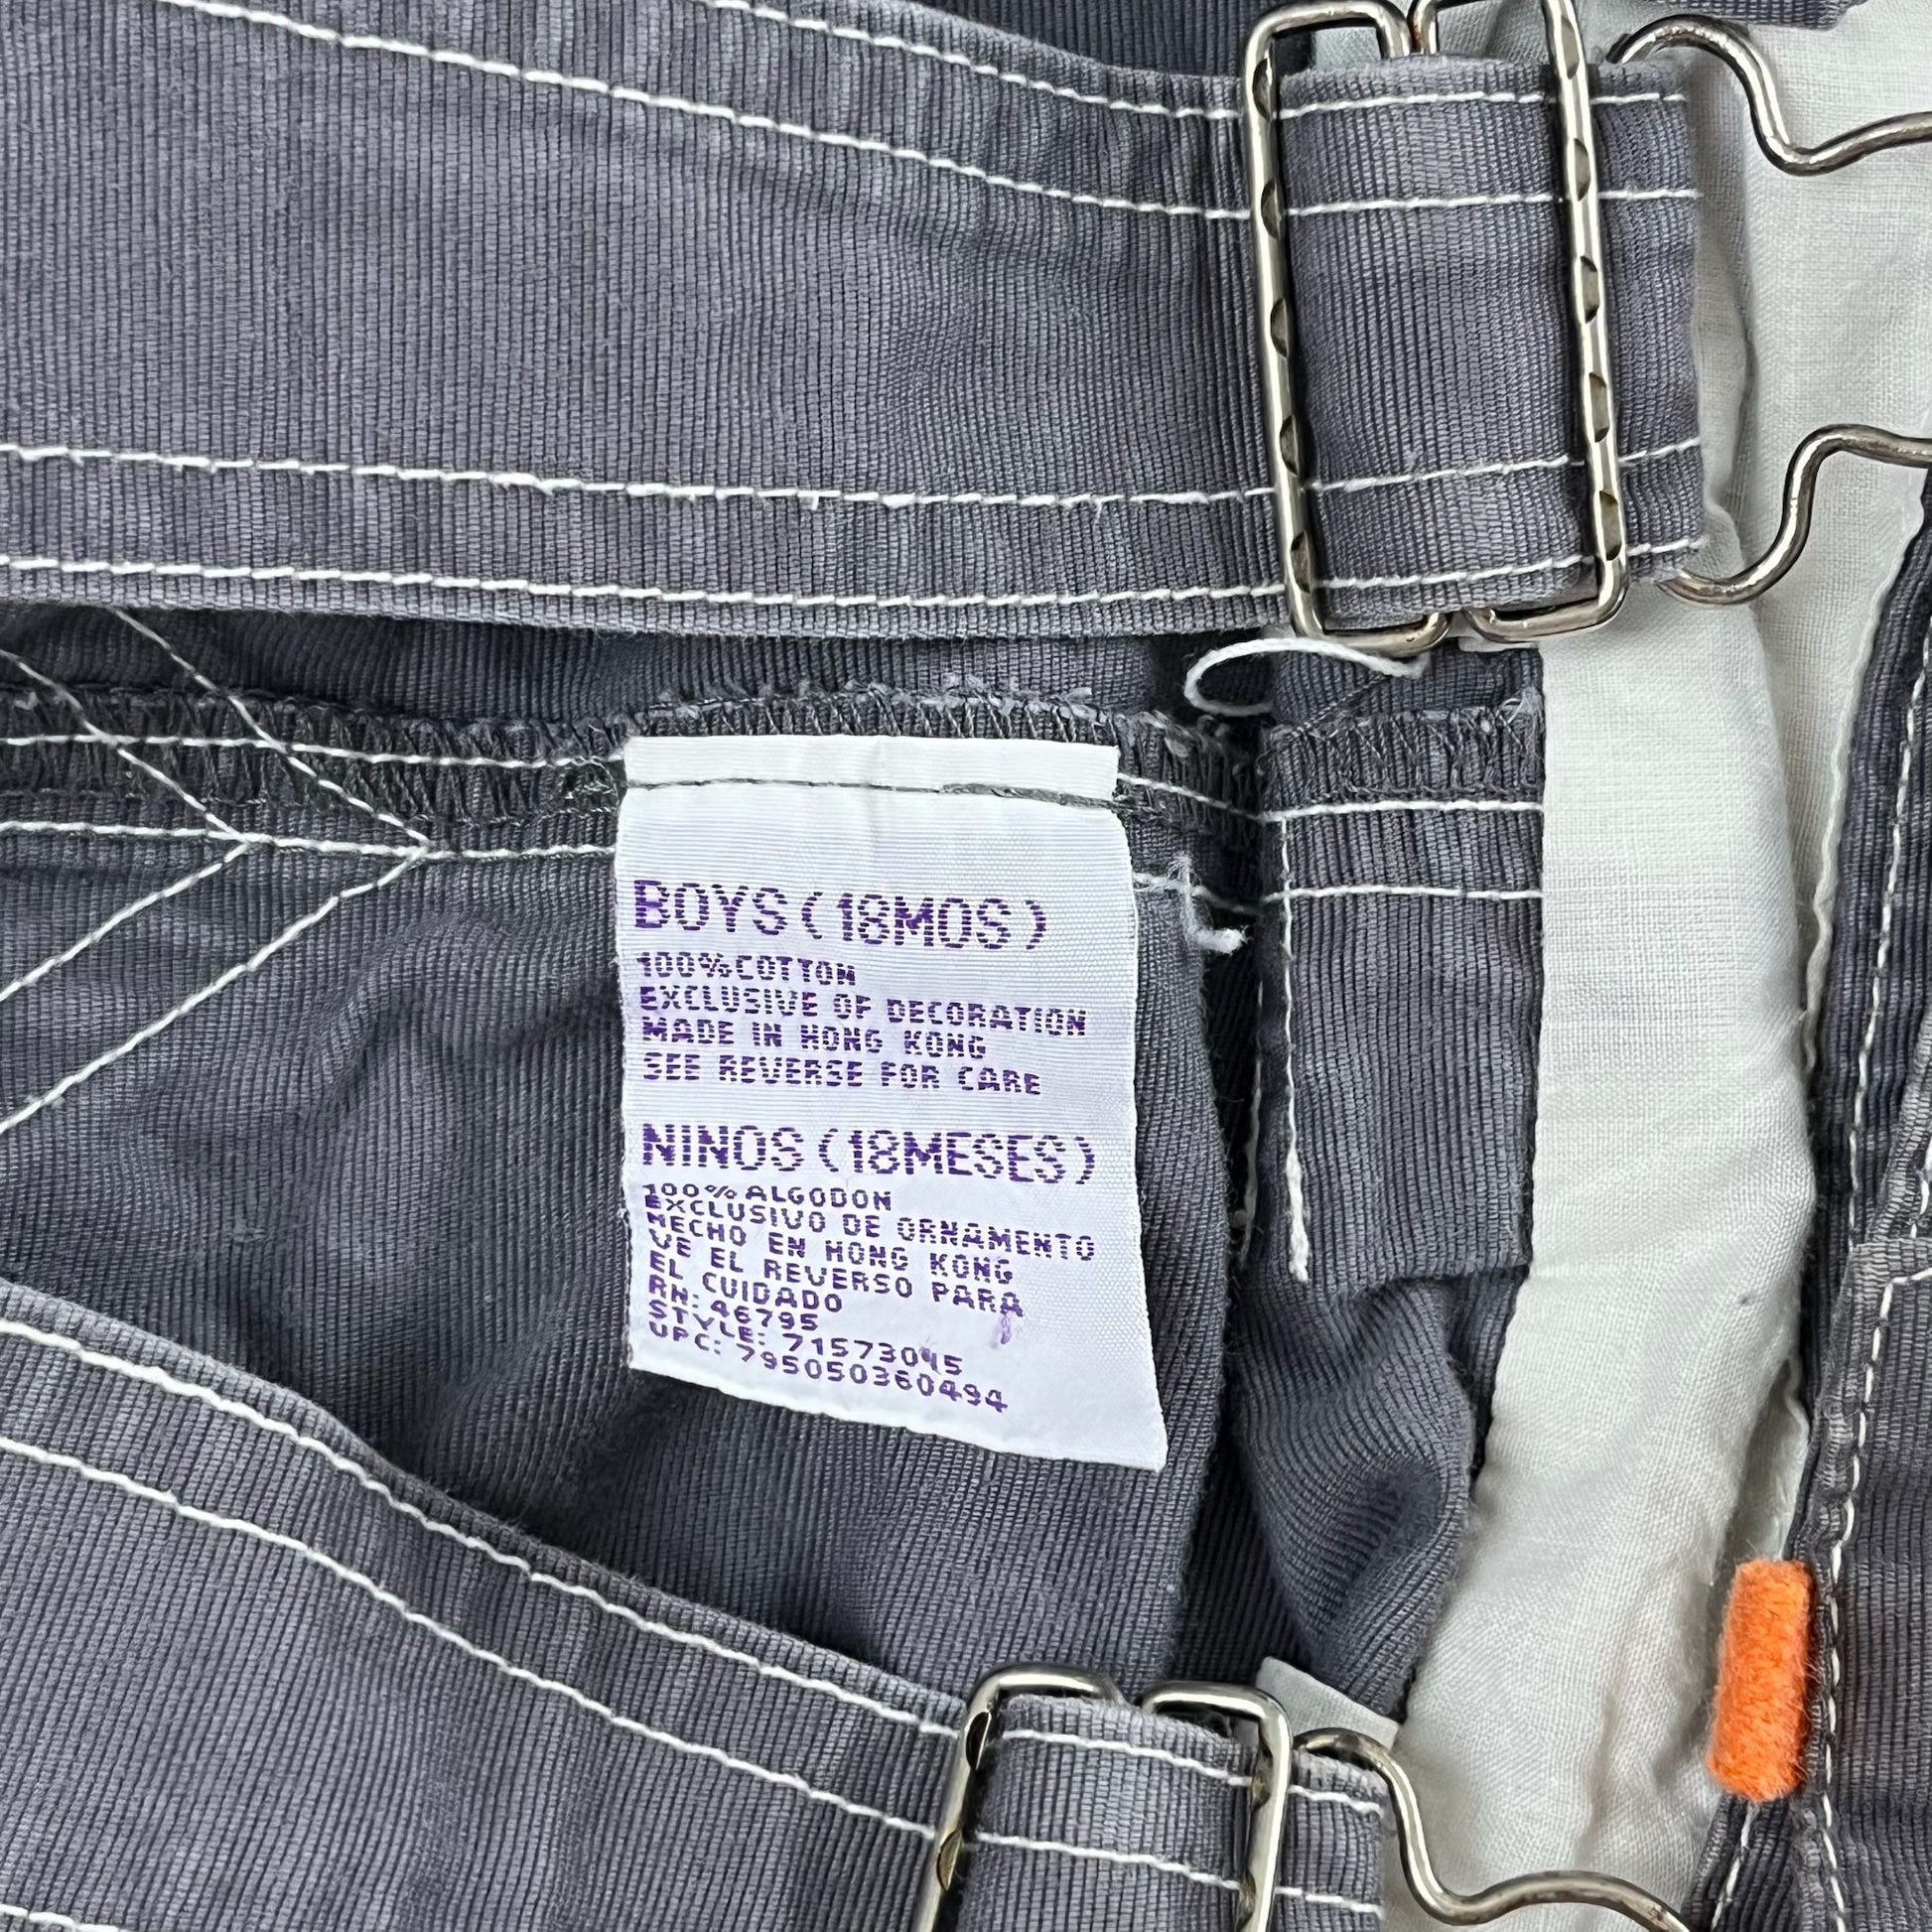 BOYS (18MOS)
100%COTTON
EXCLUSIVE OF DECORATION
MADE IN HONG KONG
SEE REVERSE FOR CARE
NINOS (18MESES)
100%ALGODON
EXCLUSIVO DE ORNAMENTO
HECHO EN HONG KONG
VE EL REVERSO PARA
EL CUIDADO
RN: 46795
STYLE: 71573045
UPC: 795050360494